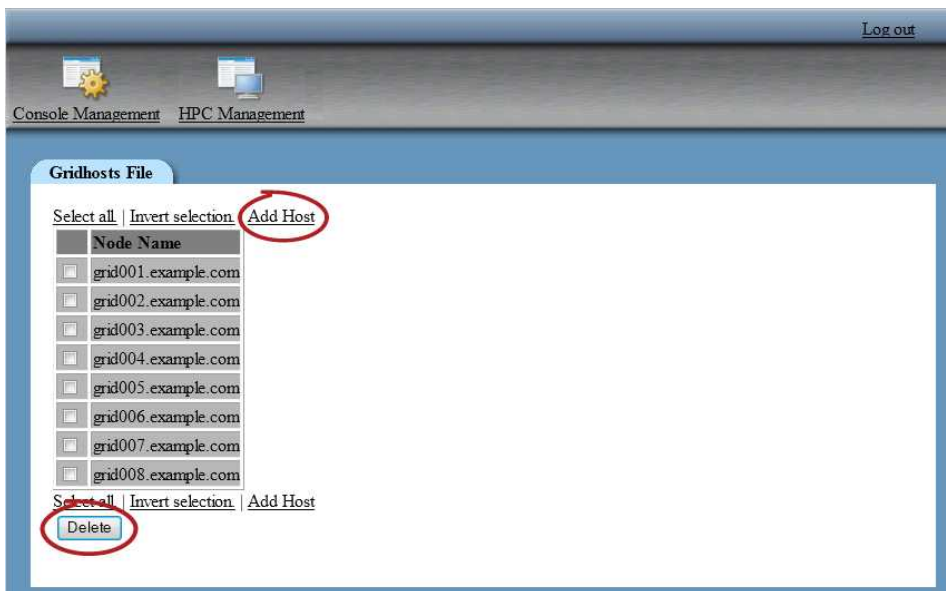 Log out
Console Management HPC Management
Gridhosts File
Select all | Invert selection. | Add Host
Node Name
grid001.example.com
grid002.example.com
grid003.example.com
grid004.example.com
grid005.example.com
grid006.example.com
grid007.example.com
grid008.example.com
Select all | Invert selection. | Add Host
Delete